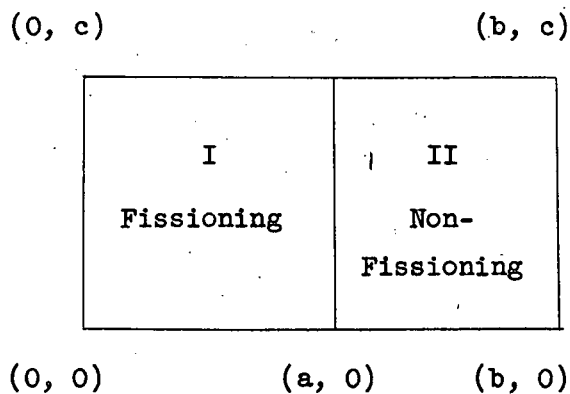 (0, c) (b, c)
I II
Fissioning Non-
Fissioning
(0, 0) (a, 0) (b, 0)